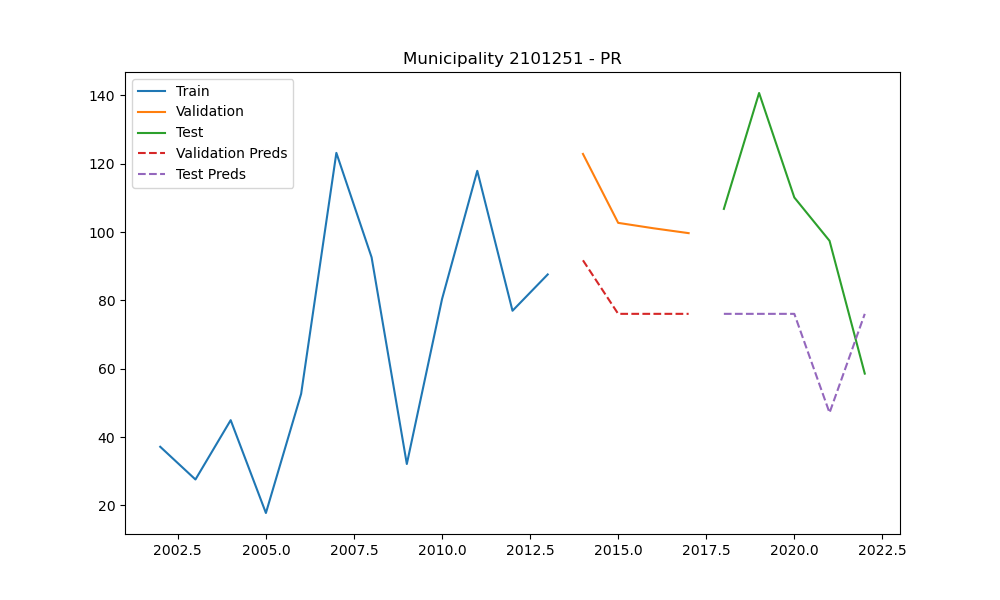 Municipality 2101251 - PR
Train
Validation
Test
Validation Preds
Test Preds
140
120
100
80
60
40
20
2002.5 2005.0 2007.5 2010.0 2012.5 2015.0 2017.5 2020.0 2022.5